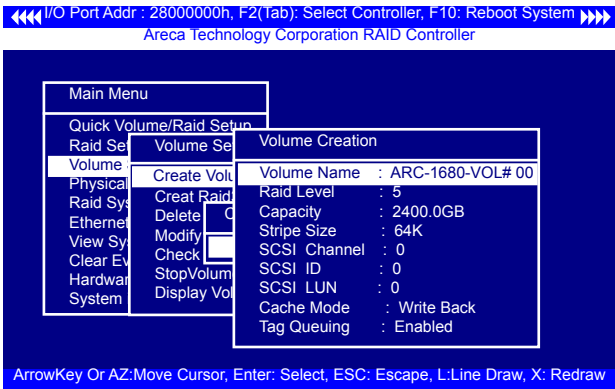 I/O Port Addr : 28000000h, F2(Tab): Select Controller, F10: Reboot System
Areca Technology Corporation RAID Controller
Main Menu
Quick Volume/Raid Setup
Raid Set
Volume
Physical
Raid Sys
Ethernet
View Sy
Clear Ev
Hardwar
System
Volume Se
Create Volu
Creat Raid
Delete
Modify
Check
StopVolum
Display Vol
C
Volume Creation
Volume Name : ARC-1680-VOL# 00
Raid Level : 5
Capacity : 2400.0GB
Stripe Size : 64K
SCSI Channel : 0
SCSI ID : 0
SCSI LUN : 0
Cache Mode : Write Back
Tag Queuing : Enabled
ArrowKey Or AZ:Move Cursor, Enter: Select, ESC: Escape, L:Line Draw, X: Redraw